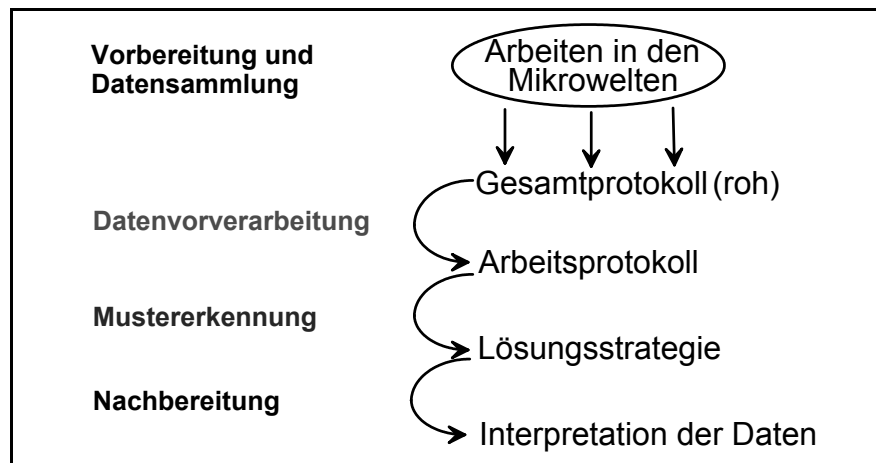 Vorbereitung und
Datensammlung
Arbeiten in den
Mikrowelten
Gesamtprotokoll (roh)
Datenvorverarbeitung
Arbeitsprotokoll
Mustererkennung
Lösungsstrategie
Nachbereitung
Interpretation der Daten